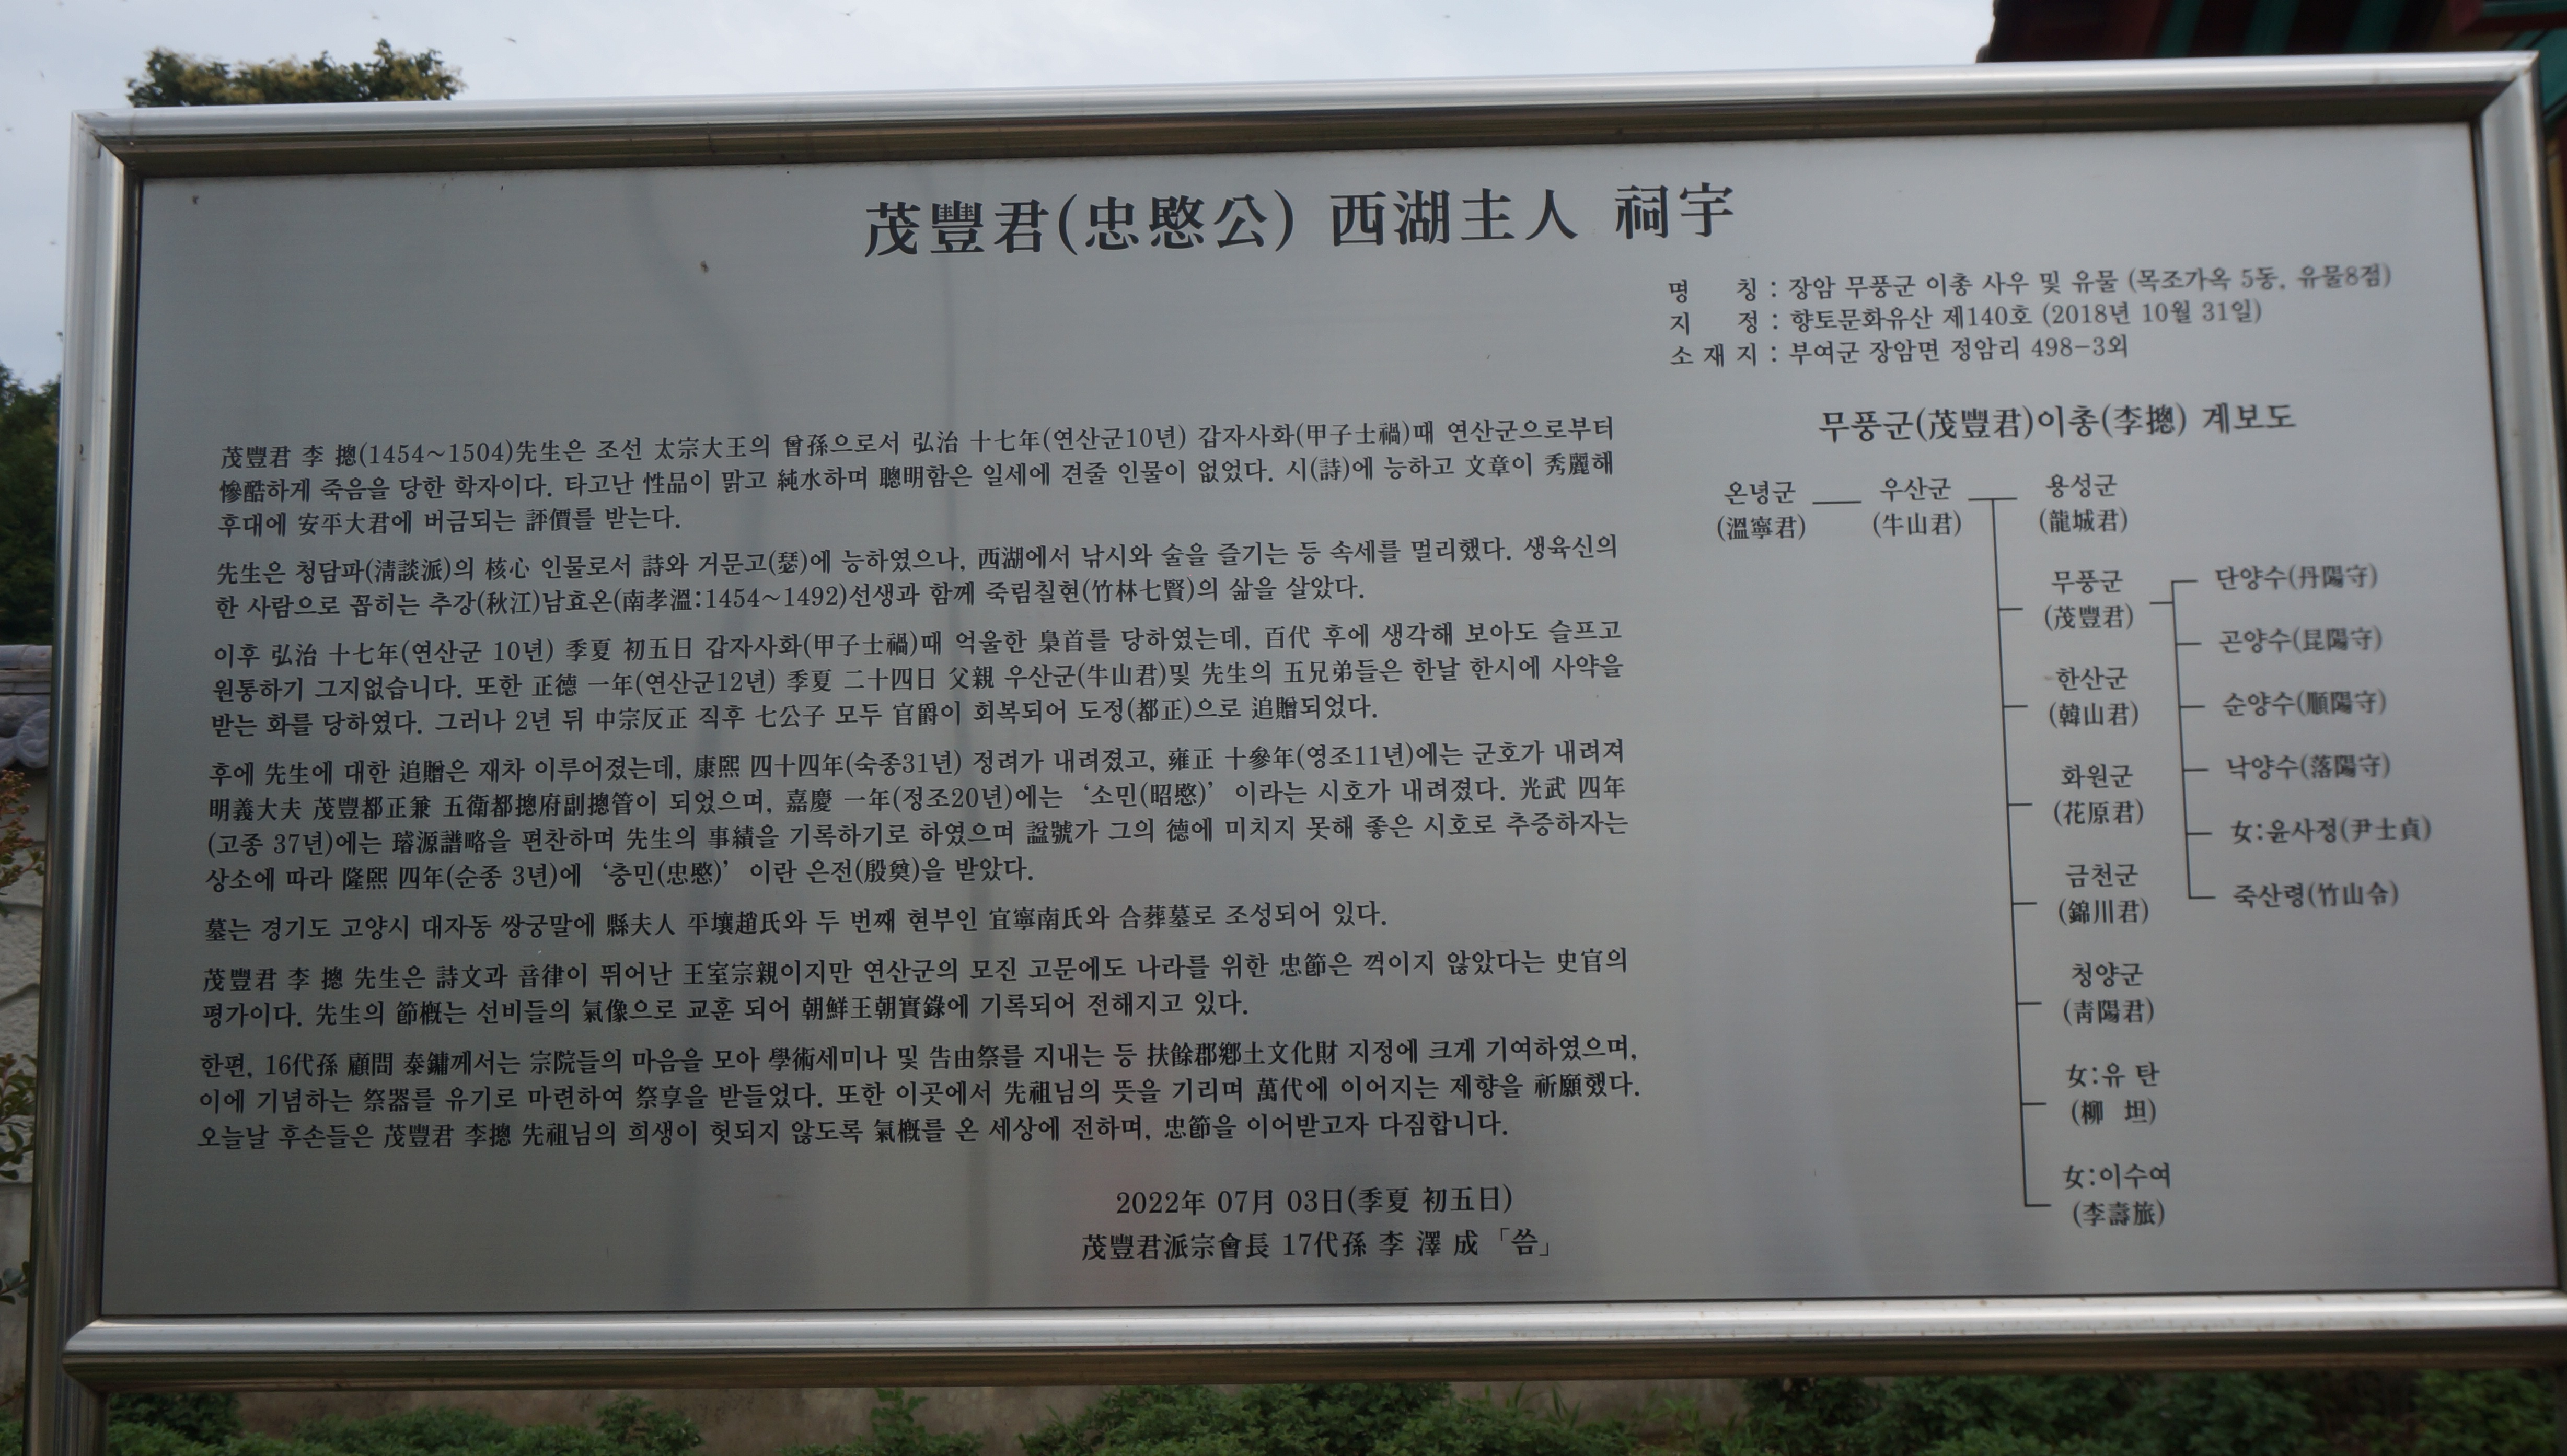 茂豐君(忠愍公) 西湖主人 祠宇
명 칭 : 장암 무풍군 이총 사우 및 유물 (목조가옥 5동, 유물8점)
지 정 : 향토문화유산 제140호 (2018년 10월 31일)
소 재 지 : 부여군 장암면 정암리 498-3외
茂豐君 李 摠(1454~1504)先生은 조선 太宗大王의 曾孫으로서 弘治 十七年(연산군10년) 갑자사화(甲子士禍)때 연산군으로부터
慘酷하게 죽음을 당한 학자이다. 타고난 性品이 맑고 純水하며 聰明함은 일세에 견줄 인물이 없었다. 시(詩)에 능하고 文章이 秀麗해
후대에 安平大君에 버금되는 評價를 받는다.
先生은 청담파(淸談派)의 核心 인물로서 詩와 거문고(瑟)에 능하였으나, 西湖에서 낚시와 술을 즐기는 등 속세를 멀리했다. 생육신의
한 사람으로 꼽히는 추강(秋江)남효온(南孝溫:1454~1492)선생과 함께 죽림칠현(竹林七賢)의 삶을 살았다.
이후 弘治 十七年(연산군 10년) 季夏 初五日 갑자사화(甲子士禍)때 억울한 梟首를 당하였는데, 百代 후에 생각해 보아도 슬프고
원통하기 그지없습니다. 또한 正德 一年(연산군12년) 季夏 二十四日 父親 우산군(牛山君)및 先生의 五兄弟들은 한날 한시에 사약을
받는 화를 당하였다. 그러나 2년 뒤 中宗反正 직후 七公子 모두 官爵이 회복되어 도정(都正)으로 追贈되었다.
후에 先生에 대한 追贈은 재차 이루어졌는데, 康熙 四十四年(숙종31년) 정려가 내려졌고, 雍正 十參年(영조11년)에는 군호가 내려져
明義大夫 茂豐都正兼 五衛都摠府副摠管이 되었으며, 嘉慶 一年(정조20년)에는 ‘소민(昭愍)’ 이라는 시호가 내려졌다. 光武 四年
(고종 37년)에는 璿源譜略을 편찬하며 先生의 事績을 기록하기로 하였으며 諡號가 그의 德에 미치지 못해 좋은 시호로 추증하자는
상소에 따라 隆熙 四年(순종 3년)에 ‘충민(忠愍)’ 이란 은전(殷奠)을 받았다.
墓는 경기도 고양시 대자동 쌍궁말에 縣夫人 平壤趙氏와 두 번째 현부인 宜寧南氏와 合葬墓로 조성되어 있다.
茂豐君 李 摠 先生은 詩文과 音律이 뛰어난 王室宗親이지만 연산군의 모진 고문에도 나라를 위한 忠節은 꺽이지 않았다는 史官의
평가이다. 先生의 節槪는 선비들의 氣像으로 교훈 되어 朝鮮王朝實錄에 기록되어 전해지고 있다.
한편, 16代孫 顧問 泰鏞께서는 宗院들의 마음을 모아 學術세미나 및 告由祭를 지내는 등 扶餘郡鄕土文化財 지정에 크게 기여하였으며,
이에 기념하는 祭器를 유기로 마련하여 祭享을 받들었다. 또한 이곳에서 先祖님의 뜻을 기리며 萬代에 이어지는 제향을 祈願했다.
오늘날 후손들은 茂豐君 李摠 先祖님의 희생이 헛되지 않도록 氣槪를 온 세상에 전하며, 忠節을 이어받고자 다짐합니다.
2022年 07月 03日(季夏 初五日)
茂豐君派宗會長 17代孫 李 澤 成「씀」
무풍군(茂豐君)이총(李摠) 계보도
온녕군
(溫寧君)
우산군
(牛山君)
용성군
(龍城君)
무풍군
(茂豐君)
한산군
(韓山君)
화원군
(花原君)
금천군
(錦川君)
청양군
(靑陽君)
女:유 탄
(柳 坦)
女:이수여
(李壽旅)
단양수(丹陽守)
곤양수(昆陽守)
순양수(順陽守)
낙양수(落陽守)
女:윤사정(尹士貞)
죽산령(竹山令)